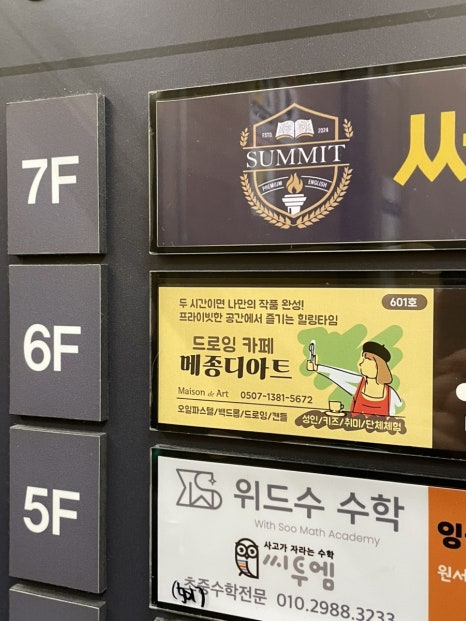 7F
ESTD 2024
SUMMIT
PREMIUM ENGLISH
싸
6F
두 시간이면 나만의 작품 완성!
601호
프라이빗한 공간에서 즐기는 힐링타임
드로잉 카페
메종디아트
Maison de Art 0507-1381-5672
오일파스텔/백드롭/드로잉/캔들
성인/키즈/취미/단체체험
5F
위드수 수학
With Soo Math Academy
사고가 자라는 수학
씨투엠
초중수학전문 010.2988.3233
원서